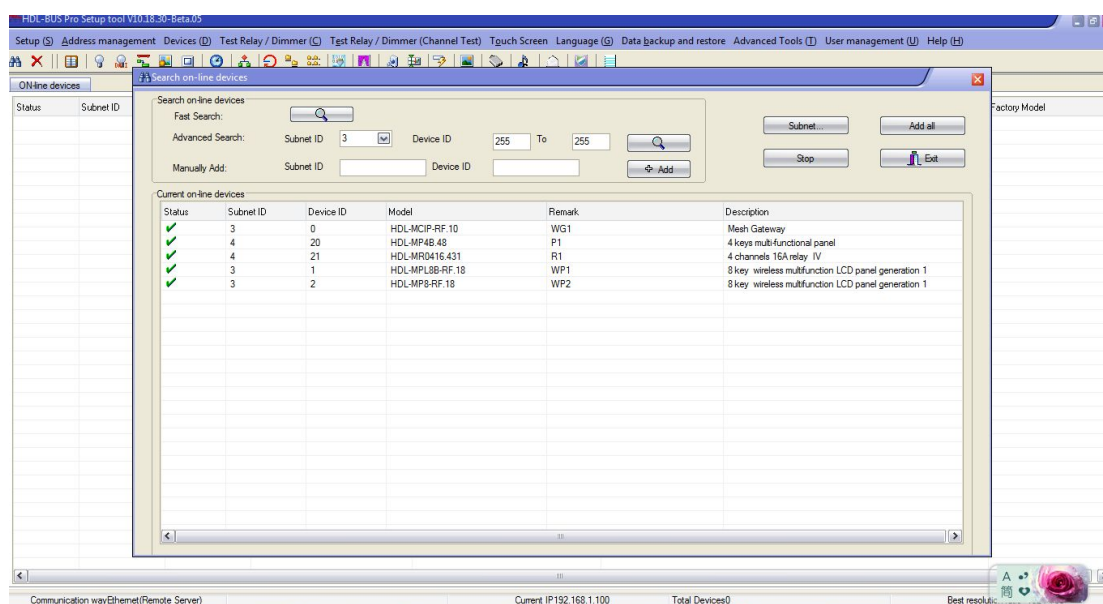 HDL-BUS Pro Setup tool V10.18.30-Beta.05
Setup (S) Address management Devices (D) Test Relay / Dimmer (C) Test Relay / Dimmer (Channel Test) Touch Screen Language (G) Data backup and restore Advanced Tools (T) User management (U) Help (H)
ON-line devices
Search on-line devices
Status Subnet ID
Factory Model
Search on-line devices
Fast Search:
Subnet... Add all
Advanced Search: Subnet ID 3 Device ID 255 To 255
Stop Exit
Manually Add: Subnet ID Device ID Add
Current on-line devices
Status Subnet ID Device ID Model Remark Description
3 0 HDL-MCIP-RF.10 WG1 Mesh Gateway
4 20 HDL-MP4B.48 P1 4 keys multi-functional panel
4 21 HDL-MR0416.431 R1 4 channels 16A relay IV
3 1 HDL-MPL8B-RF.18 WP1 8 key wireless multifunction LCD panel generation 1
3 2 HDL-MP8-RF.18 WP2 8 key wireless multifunction LCD panel generation 1
A
简
Communication wayEthernet(Remote Server) Current IP192.168.1.100 Total Devices0 Best